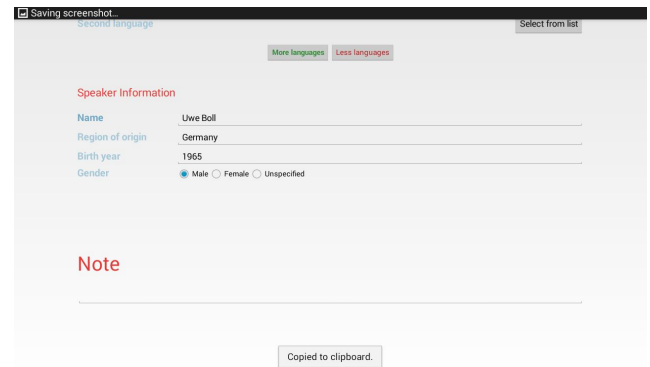 Saving screenshot...
Second language Select from list
More languages Less languages
Speaker Information
Name Uwe Boll
Region of origin Germany
Birth year 1965
Gender Male Female Unspecified
Note
Copied to clipboard.